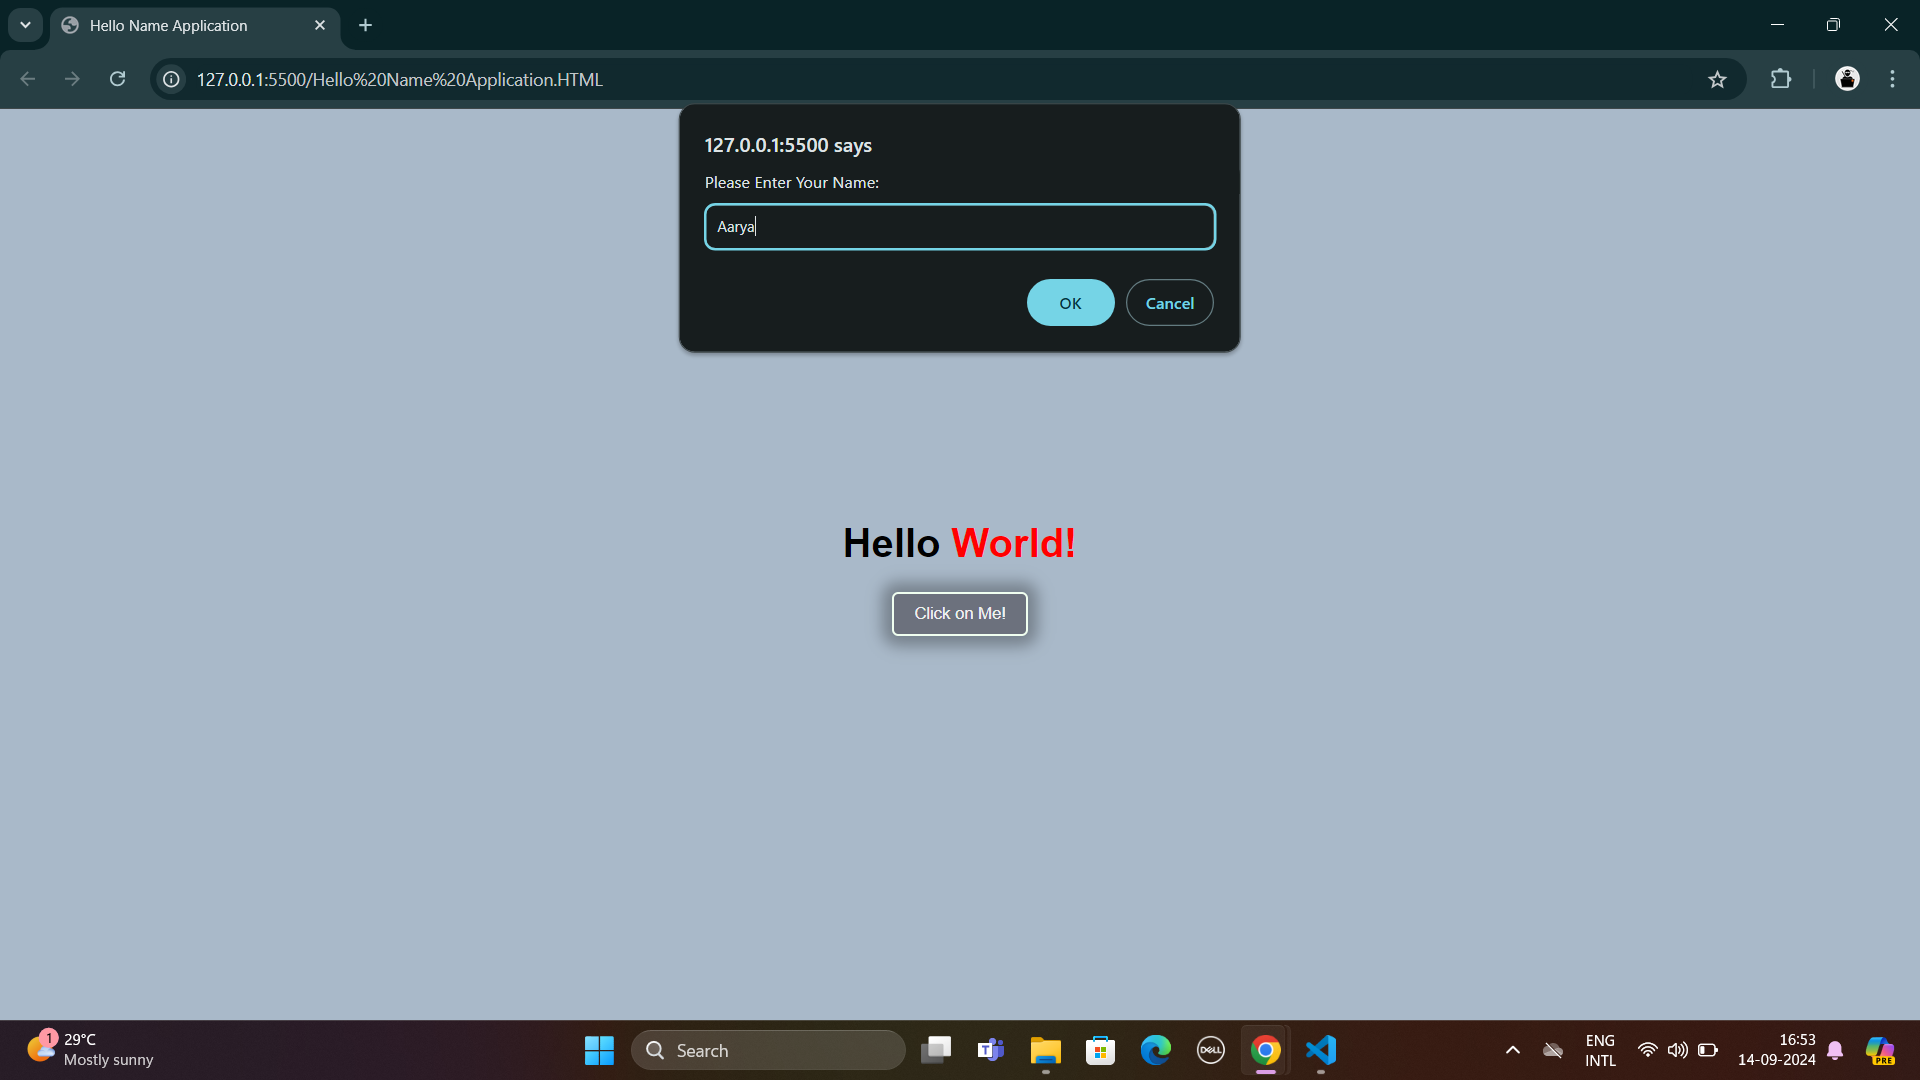 Hello Name Application
127.0.0.1:5500/Hello%20Name%20Application.HTML
127.0.0.1:5500 says
Please Enter Your Name:
Aarya
OK
Cancel
Hello World!
Click on Me!
1
29°C
Mostly sunny
Search
T
DELL
ENG
INTL
16:53
14-09-2024
PRE